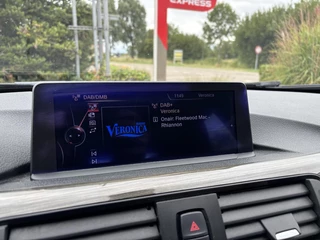 EXPRESS
DAB/DMB
VERONICA
DAB+
Veronica
Onair: Fleetwood Mac -
Rhiannon